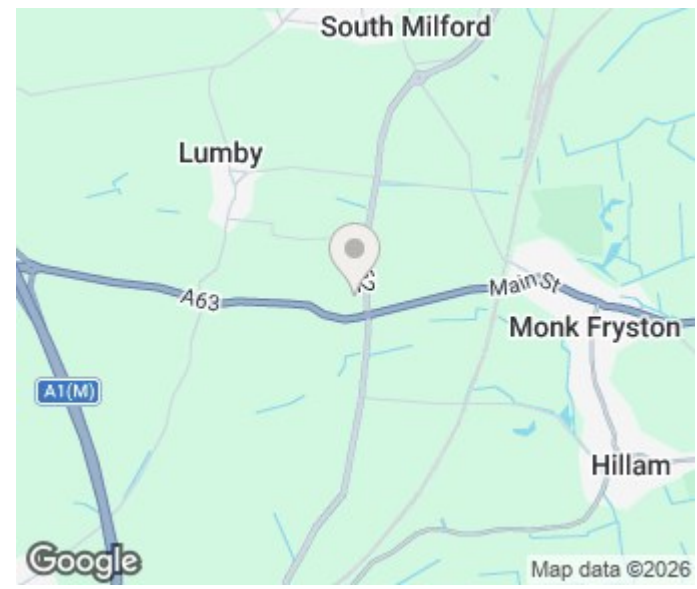 South Milford
Lumby
A63
Main St
Monk Fryston
A1(M)
Hillam
Google
Map data ©2026